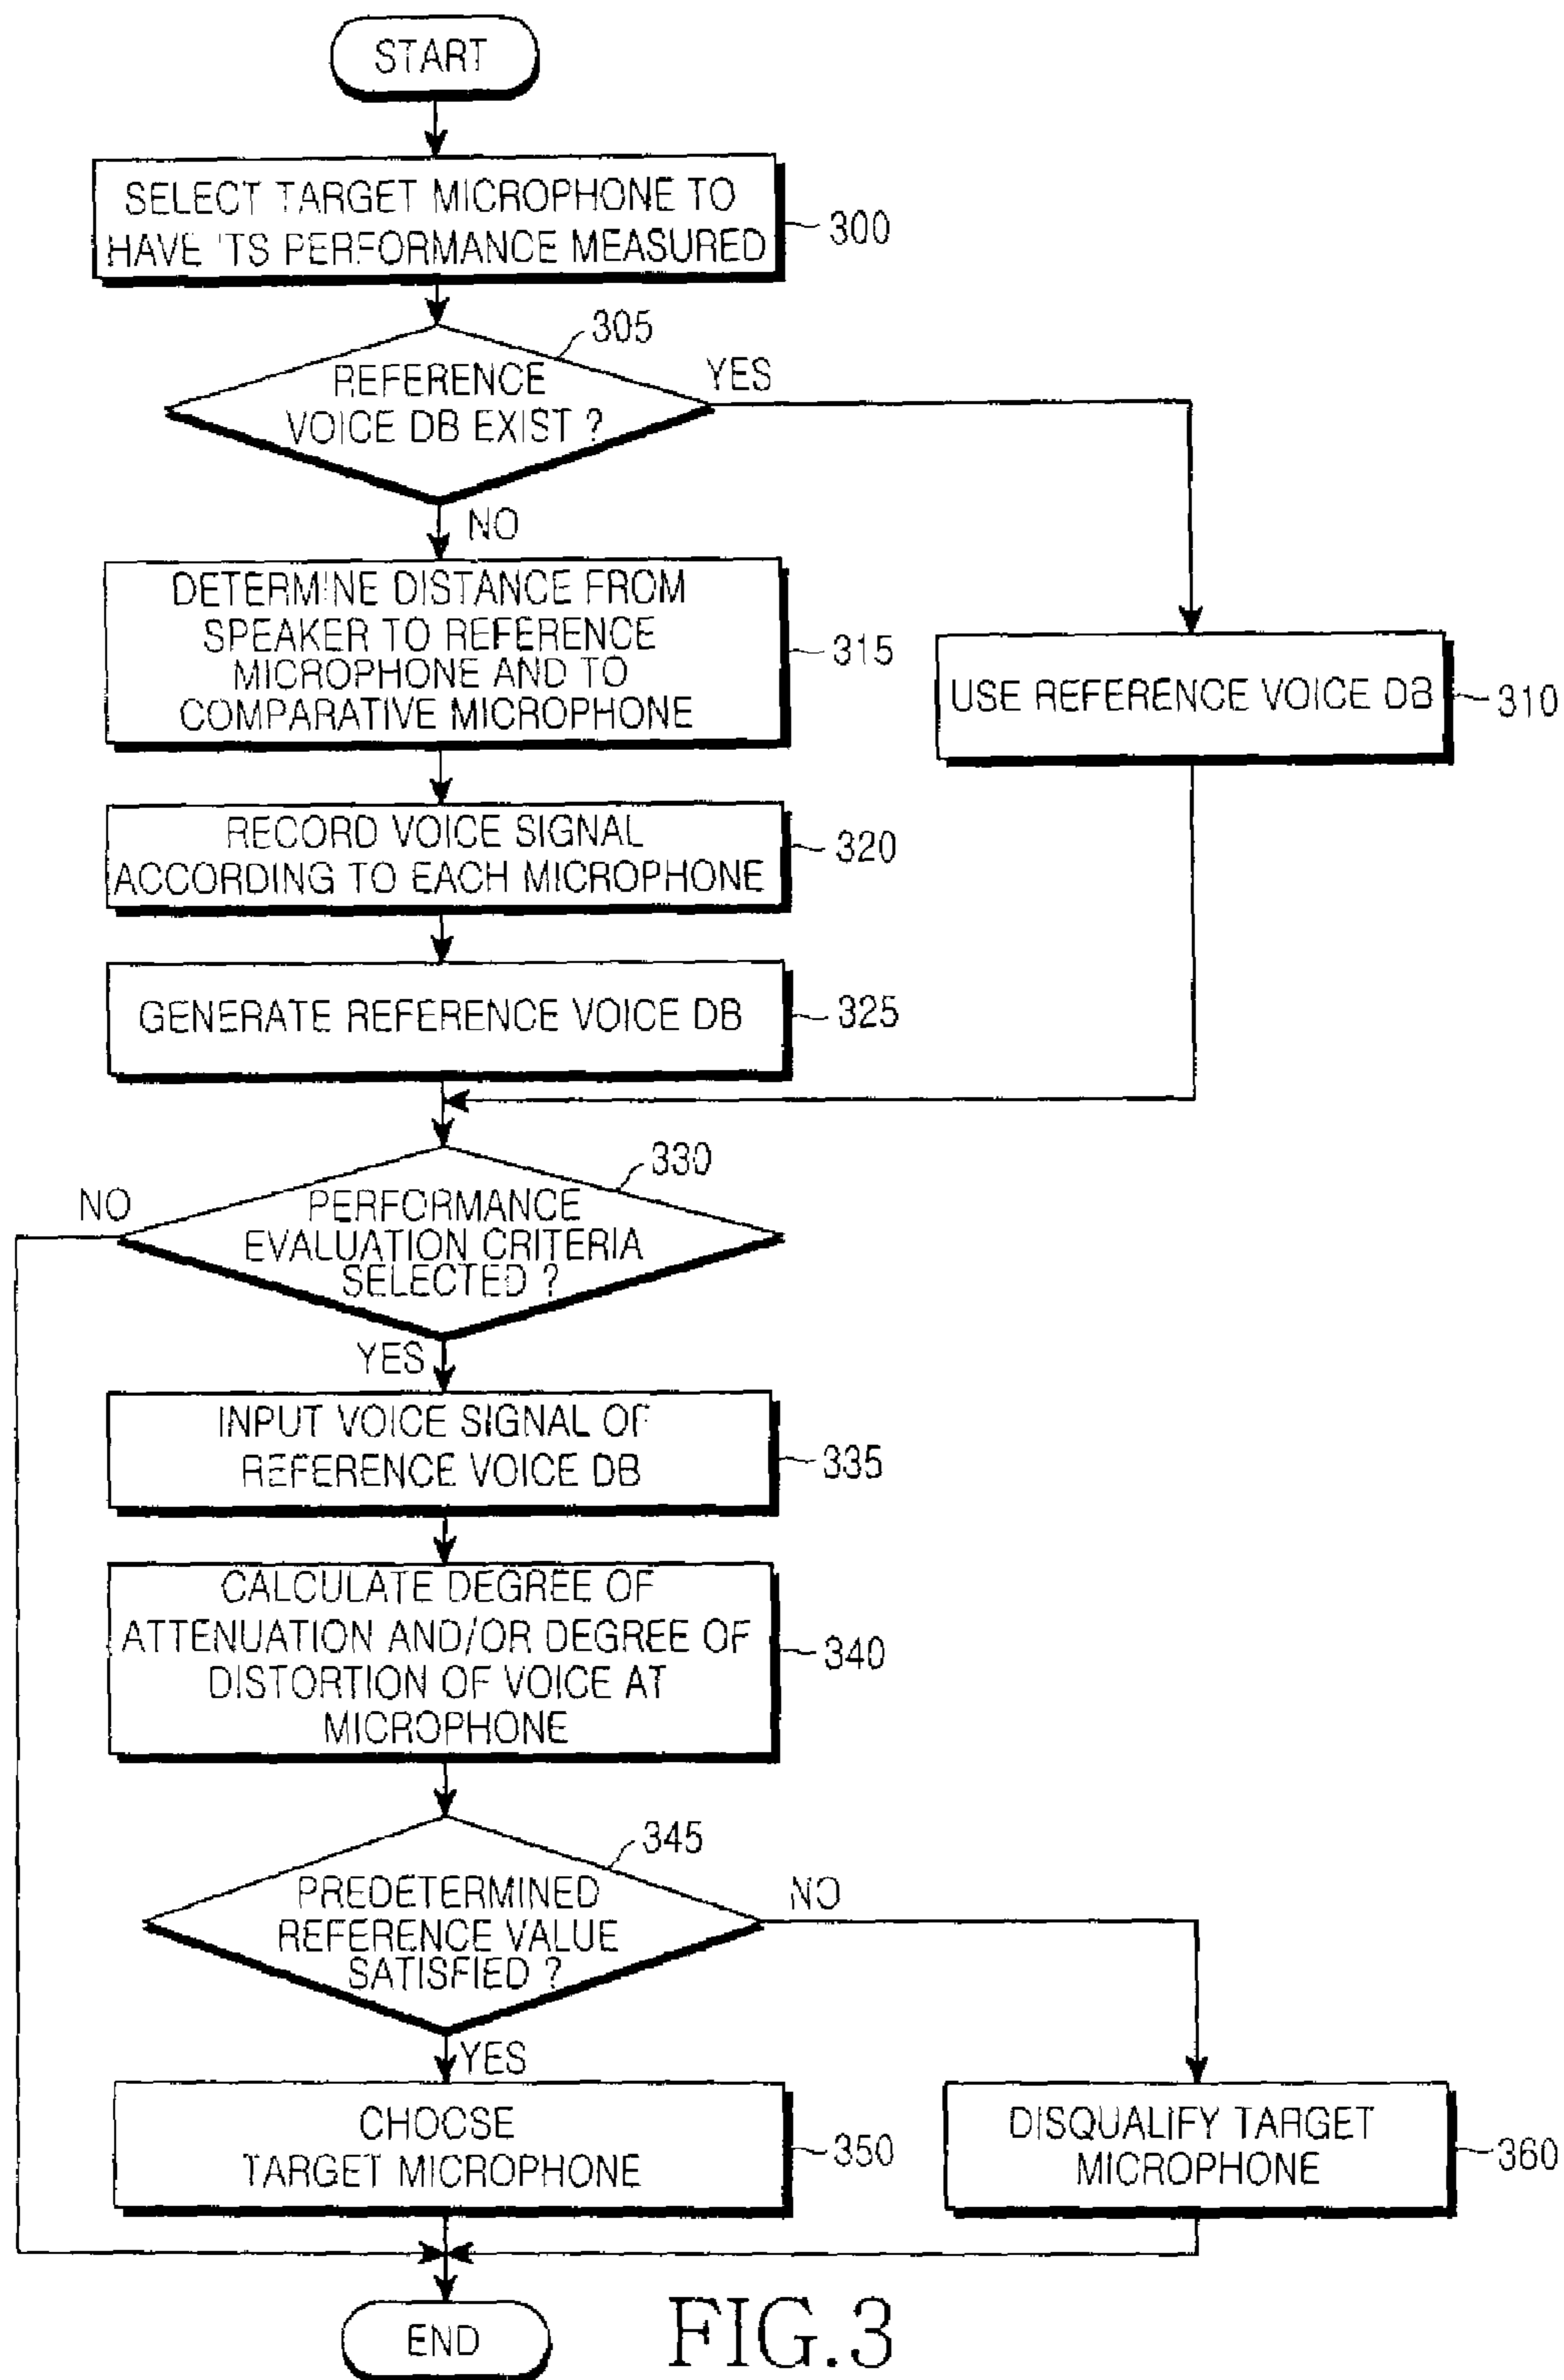 START
SELECT TARGET MICROPHONE TO
HAVE ITS PERFORMANCE MEASURED
300
305
REFERENCE
VOICE DB EXIST ?
YES
NO
DETERMINE DISTANCE FROM
SPEAKER TO REFERENCE
MICROPHONE AND TO
COMPARATIVE MICROPHONE
315
USE REFERENCE VOICE DB
310
RECORD VOICE SIGNAL
ACCORDING TO EACH MICROPHONE
320
GENERATE REFERENCE VOICE DB
325
330
NO
PERFORMANCE
EVALUATION CRITERIA
SELECTED ?
YES
INPUT VOICE SIGNAL OF
REFERENCE VOICE DB
335
CALCULATE DEGREE OF
ATTENUATION AND/OR DEGREE OF
DISTORTION OF VOICE AT
MICROPHONE
340
345
PREDETERMINED
REFERENCE VALUE
SATISFIED ?
NO
YES
CHOOSE
TARGET MICROPHONE
350
DISQUALIFY TARGET
MICROPHONE
360
END
FIG.3